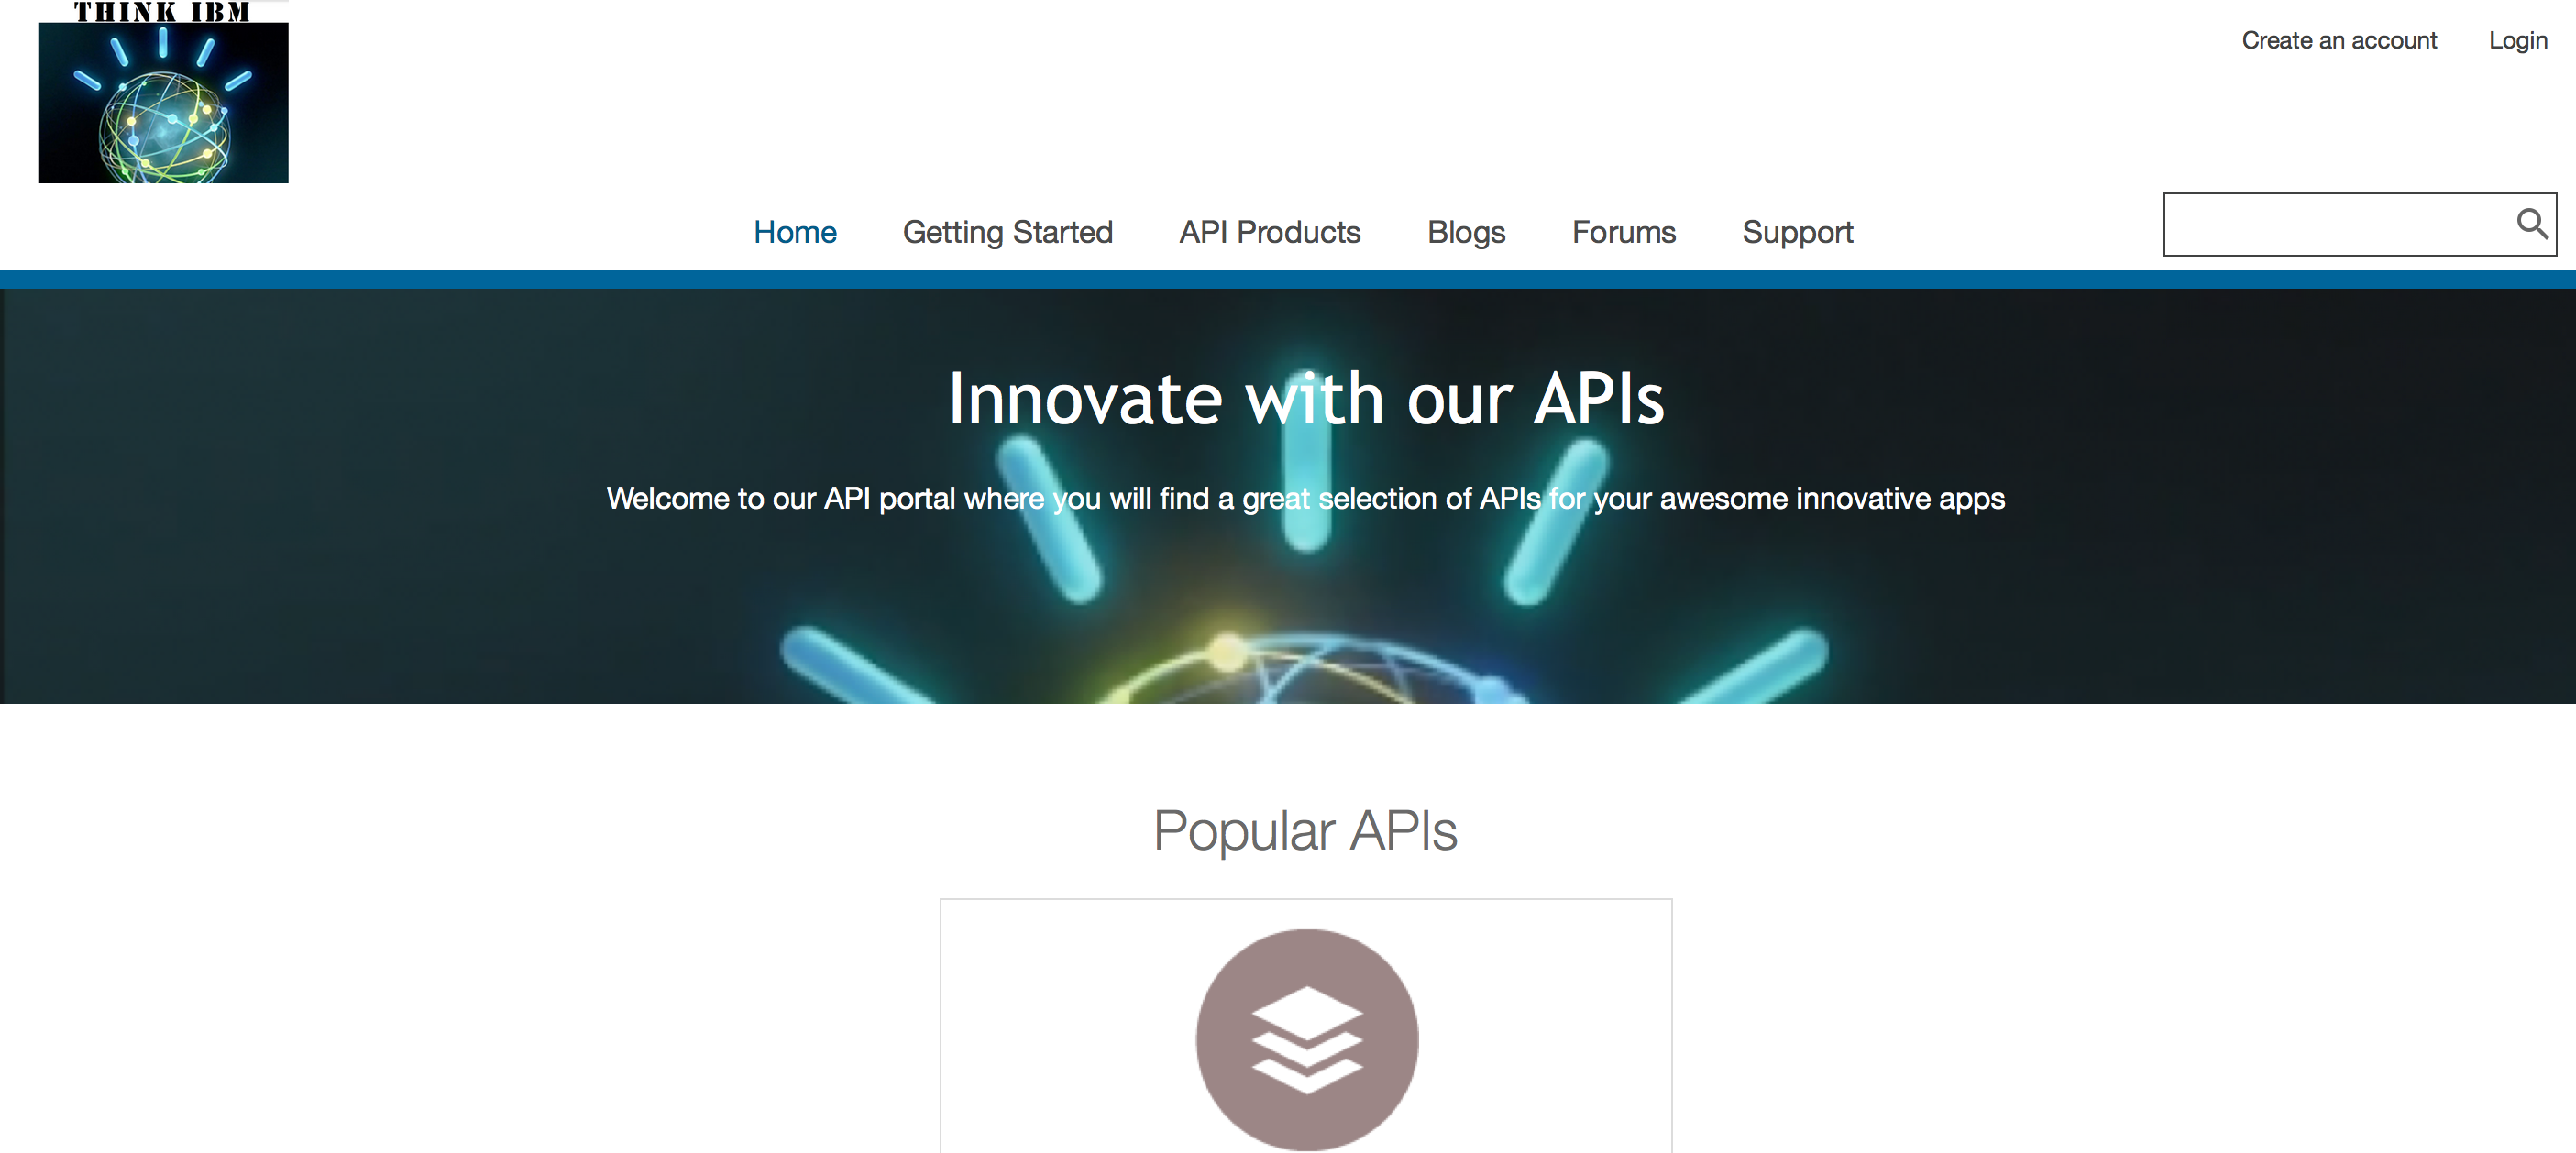 THINK IBM
Create an account Login
Home Getting Started API Products Blogs Forums Support
Innovate with our APIs
Welcome to our API portal where you will find a great selection of APIs for your awesome innovative apps
Popular APIs